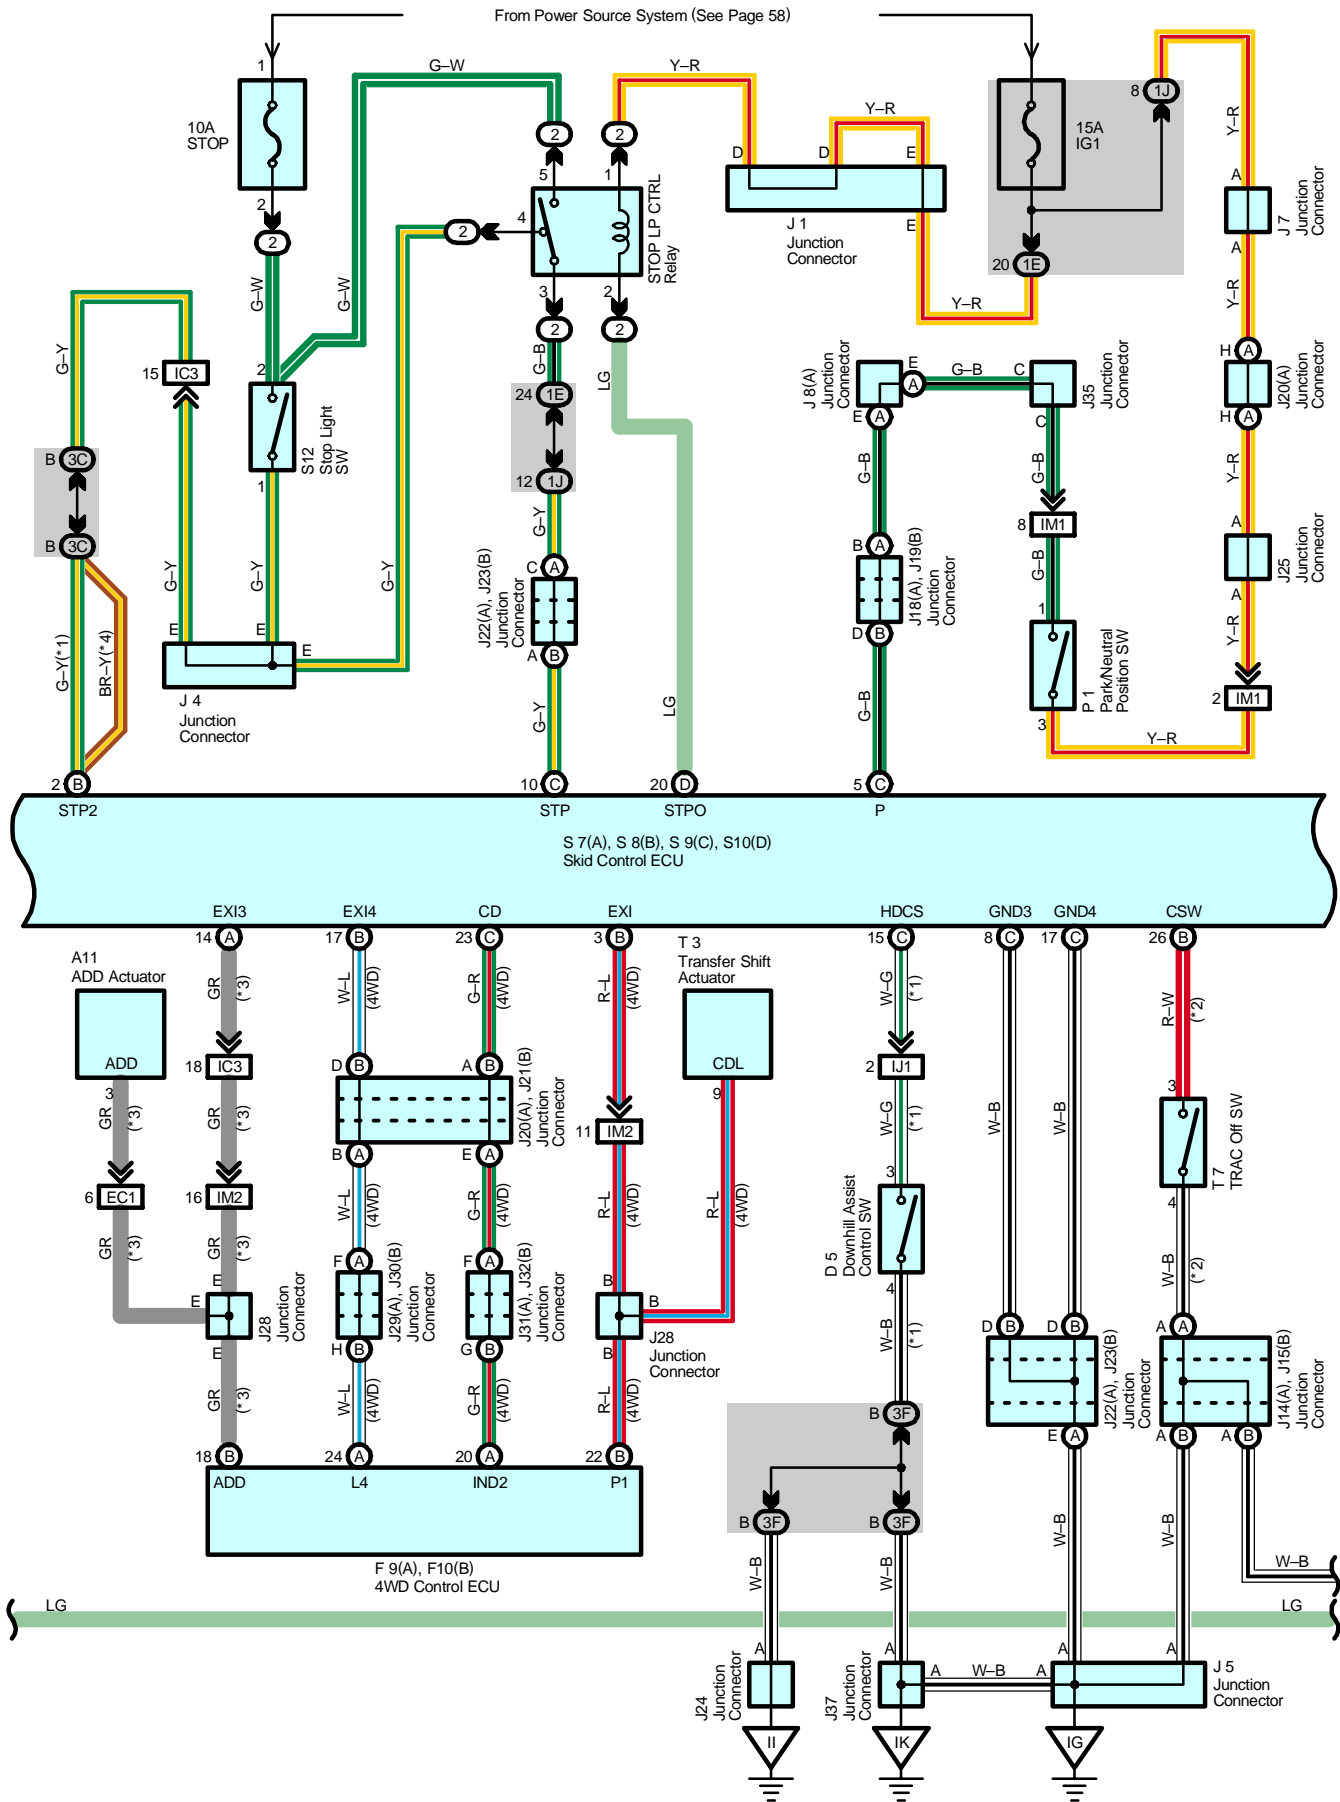 From Power Source System (See Page 58)
1
10A
STOP
2
2
G–W
G–W
G–W
2
S12
Stop Light
SW
1
G–Y
15 IC3
G–Y
B 3C
B 3C
G–Y(*1)
BR–Y(*4)
G–Y
G–Y
E
E
E
J 4
Junction
Connector
2
2
5
1
4
2
STOP LP CTRL
Relay
3
2
2
2
G–B
LG
24 1E
12 1J
G–Y
C A
J22(A), J23(B)
Junction
Connector
A B
G–Y
LG
Y–R
Y–R
D
D
E
E
J 1
Junction
Connector
15A
IG1
8 1J
20 1E
Y–R
Y–R
A
J 7
Junction
Connector
A
Y–R
H A
J20(A)
Junction
Connector
H A
Y–R
A
J25
Junction
Connector
A
Y–R
2 IM1
Y–R
J 8(A)
Junction
Connector
E
A
G–B
C
J35
Junction
Connector
E A
C
G–B
G–B
8 IM1
G–B
B A
J18(A), J19(B)
Junction
Connector
D B
G–B
1
P 1
Park/Neutral
Position SW
3
2 B
10 C
20 D
5 C
STP2
STP
STPO
P
S 7(A), S 8(B), S 9(C), S10(D)
Skid Control ECU
EXI3
EXI4
CD
EXI
HDCS
GND3
GND4
CSW
14 A
17 B
23 C
3 B
15 C
8 C
17 C
26 B
A11
ADD Actuator
ADD
3
GR
(*3)
6 EC1
GR
(*3)
GR
(*3)
18 IC3
GR
(*3)
16 IM2
GR
(*3)
E
E
J28
Junction
Connector
E
GR
(*3)
18 B
W–L
(4WD)
G–R
(4WD)
D B
A B
J20(A), J21(B)
Junction
Connector
B A
E A
W–L
(4WD)
G–R
(4WD)
F A
J29(A), J30(B)
Junction
Connector
H B
F A
J31(A), J32(B)
Junction
Connector
G B
W–L
(4WD)
G–R
(4WD)
24 A
20 A
R–L
(4WD)
11 IM2
R–L
T 3
Transfer Shift
Actuator
CDL
9
R–L
(4WD)
B
B
J28
Junction
Connector
B
R–L
(4WD)
22 B
ADD
L4
IND2
P1
F 9(A), F10(B)
4WD Control ECU
W–G
(*1)
2 IJ1
W–G
(*1)
3
D 5
Downhill Assist
Control SW
4
W–B
(*1)
B 3F
B 3F
B 3F
W–B
W–B
W–B
W–B
D B
D B
J22(A), J23(B)
Junction
Connector
E A
W–B
R–W
(*2)
3
T 7
TRAC Off SW
4
W–B
(*2)
A A
J14(A), J15(B)
Junction
Connector
A B
A B
W–B
W–B
LG
LG
A
J24
Junction
Connector
A
J37
Junction
Connector
A
W–B
A
A
A
J 5
Junction
Connector
II
IK
IG